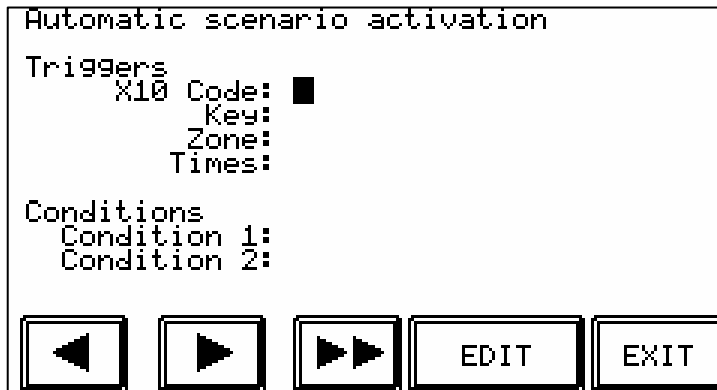 Automatic scenario activation
Triggers
X10 Code:
Key:
Zone:
Times:
Conditions
Condition 1:
Condition 2:
EDIT EXIT